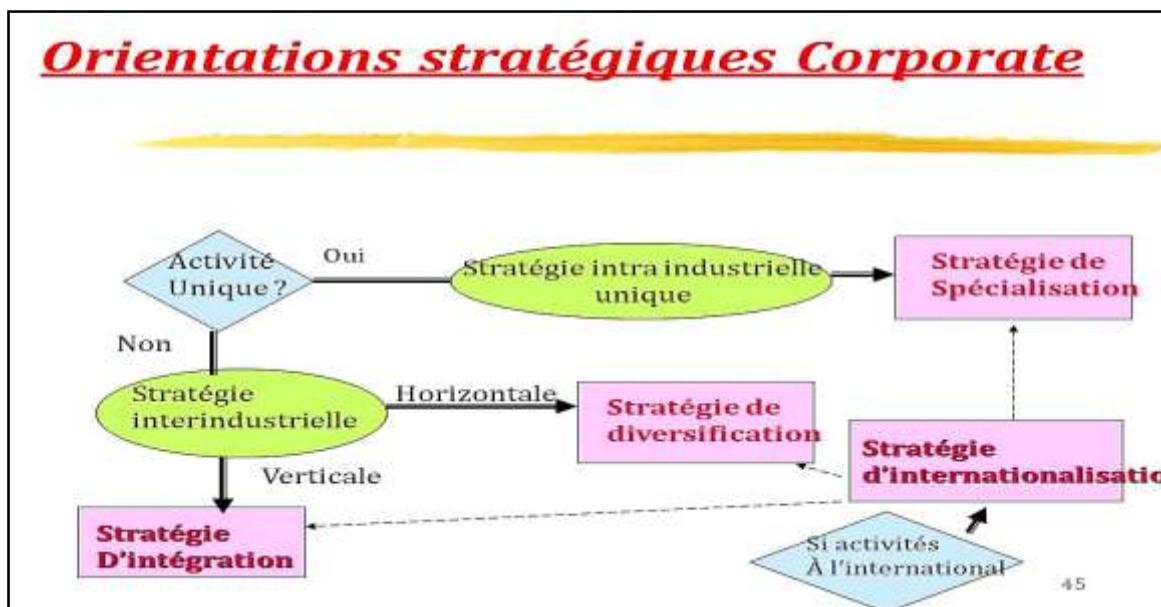 Orientations stratégiques Corporate
Activité
Unique ?
Oui
Stratégie intra industrielle
unique
Stratégie de
Spécialisation
Non
Stratégie
interindustrielle
Horizontale
Stratégie de
diversification
Stratégie
d'internationalisatio
Verticale
Stratégie
D'intégration
Si activités
À l'international
45